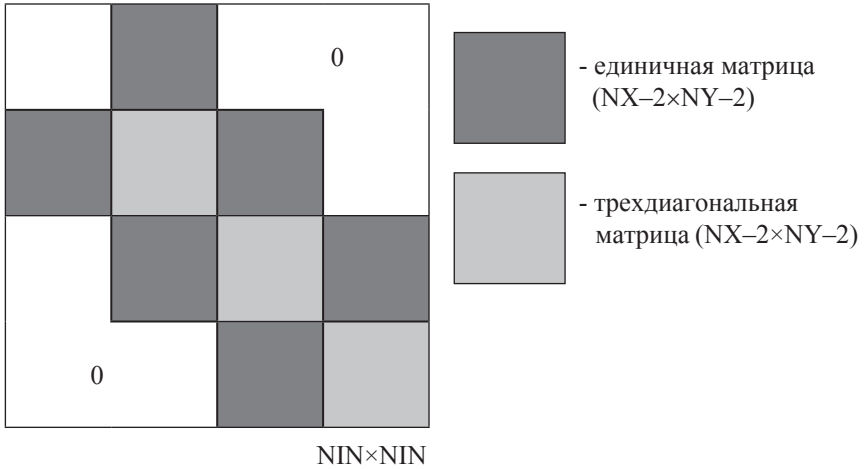 0
- единичная матрица
(NX–2×NY–2)
- трехдиагональная
матрица (NX–2×NY–2)
0
NIN×NIN